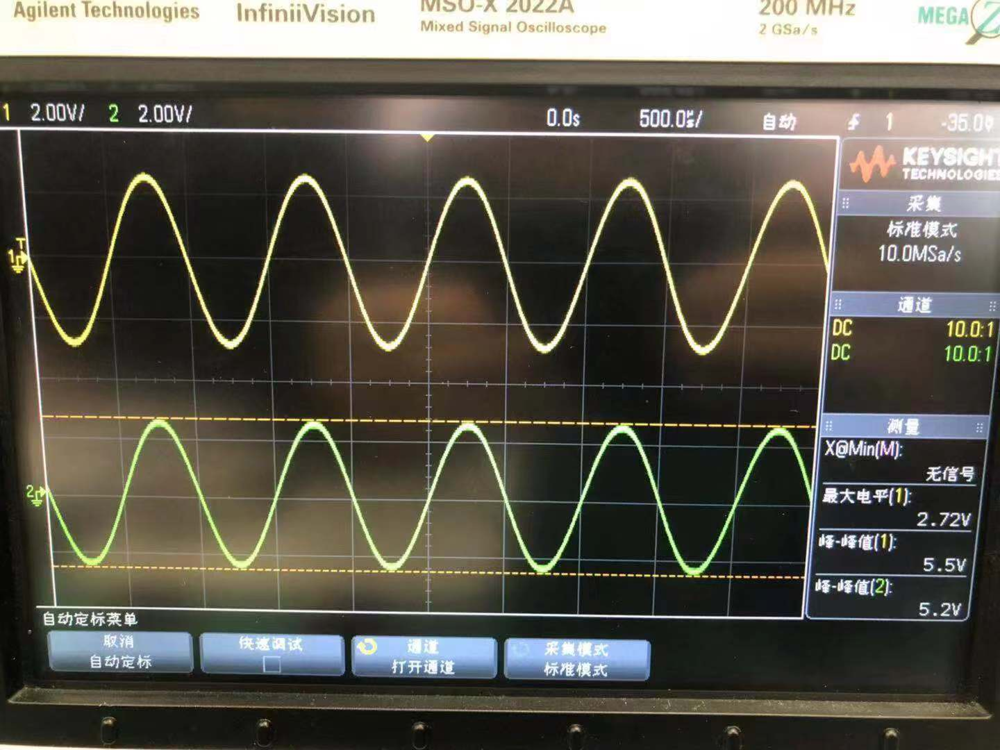 Agilent Technologies InfiniiVision MSO-X 2022A 200 MHz MEGA Z
Mixed Signal Oscilloscope 2 GSa/s
1 2.00V/ 2 2.00V/ 0.0s 500.0µs/ 自动 1 -35.0
KEYSIGHT
TECHNOLOGIES
采集
标准模式
10.0MSa/s
通道
DC 10.0:1
DC 10.0:1
测量
X@Min(M):
无信号
最大电平(1):
2.72V
峰-峰值(1):
5.5V
峰-峰值(2):
5.2V
T
1
2
自动定标菜单
取消
自动定标
快速调试
通道
打开通道
采集模式
标准模式